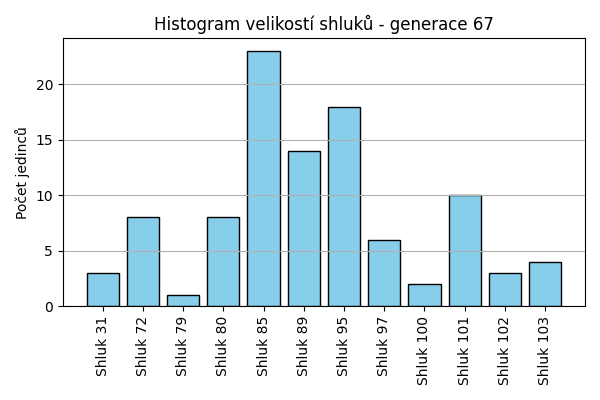 Histogram velikostí shluků - generace 67
Počet jedinců
20
15
10
5
0
Shluk 31
Shluk 72
Shluk 79
Shluk 80
Shluk 85
Shluk 89
Shluk 95
Shluk 97
Shluk 100
Shluk 101
Shluk 102
Shluk 103